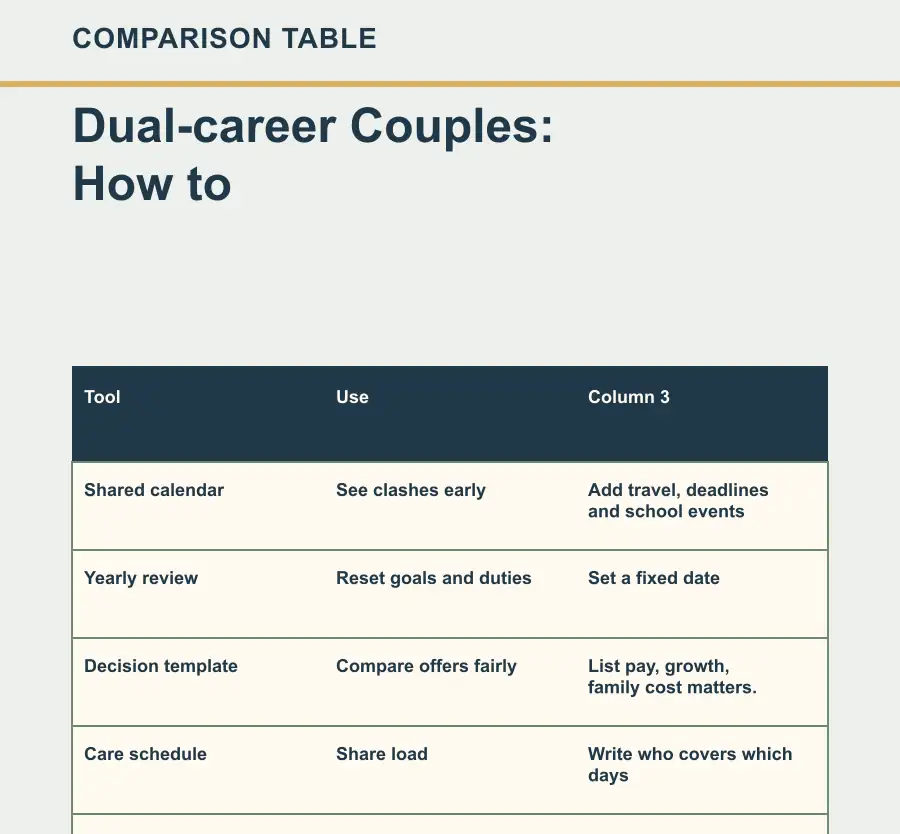 COMPARISON TABLE
Dual-career Couples:
How to
Tool Use Column 3
Shared calendar See clashes early Add travel, deadlines
and school events
Yearly review Reset goals and duties Set a fixed date
Decision template Compare offers fairly List pay, growth,
family cost matters.
Care schedule Share load Write who covers which
days